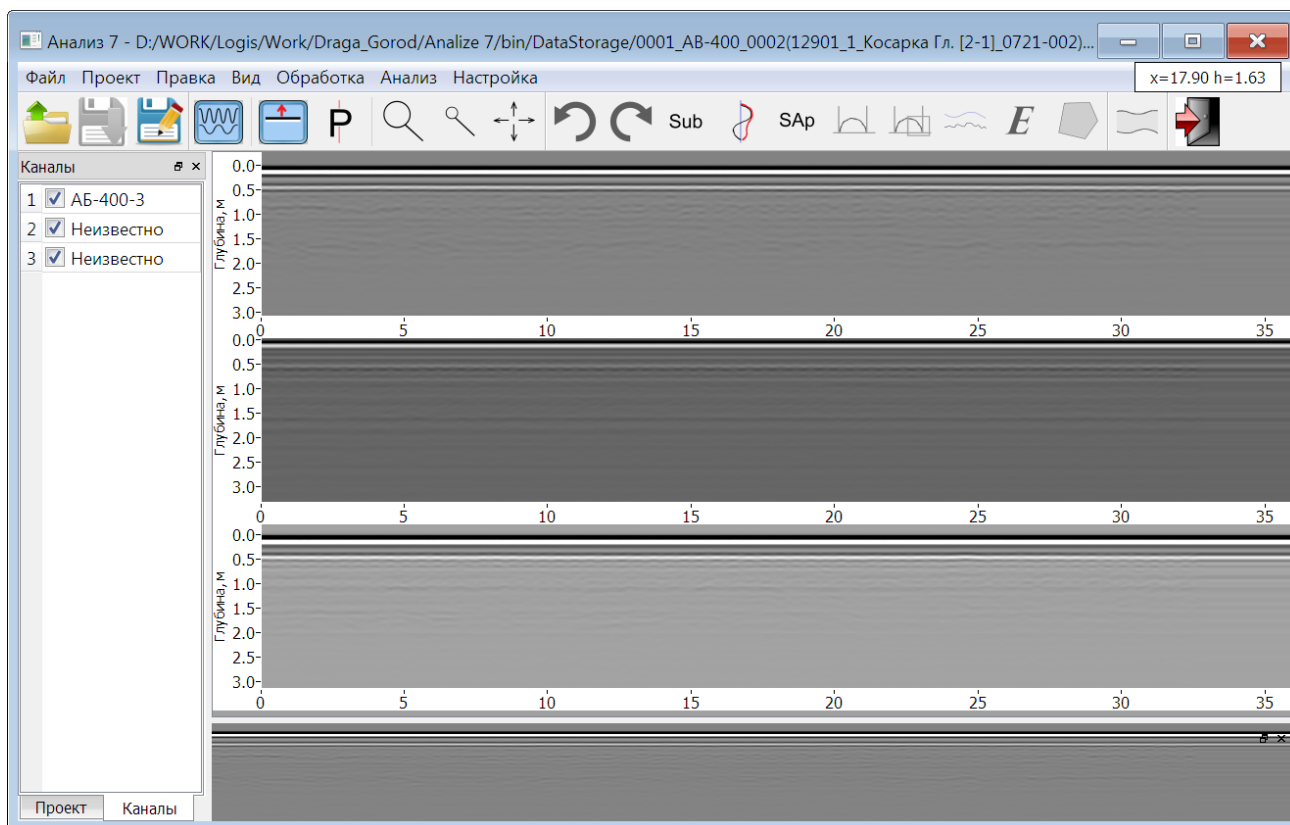 Анализ 7 - D:/WORK/Logis/Work/Draga_Gorod/Analize 7/bin/DataStorage/0001_AB-400_0002(12901_1_Косарка Гл. [2-1]_0721-002)...
Файл Проект Правка Вид Обработка Анализ Настройка
x=17.90 h=1.63
P Sub SAp E
Каналы
1 АБ-400-3
2 Неизвестно
3 Неизвестно
Глубина, м
0.0
0.5
1.0
1.5
2.0
2.5
3.0
0 5 10 15 20 25 30 35
Глубина, м
0.0
0.5
1.0
1.5
2.0
2.5
3.0
0 5 10 15 20 25 30 35
Глубина, м
0.0
0.5
1.0
1.5
2.0
2.5
3.0
0 5 10 15 20 25 30 35
Проект Каналы